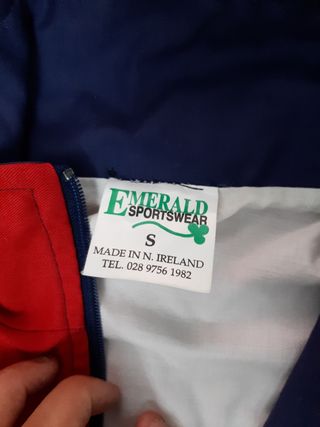 EMERALD
SPORTSWEAR
S
MADE IN N. IRELAND
TEL. 028 9756 1982